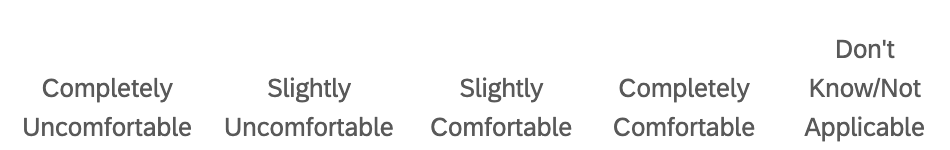 Completely Uncomfortable
Slightly Uncomfortable
Slightly Comfortable
Completely Comfortable
Don't Know/Not Applicable